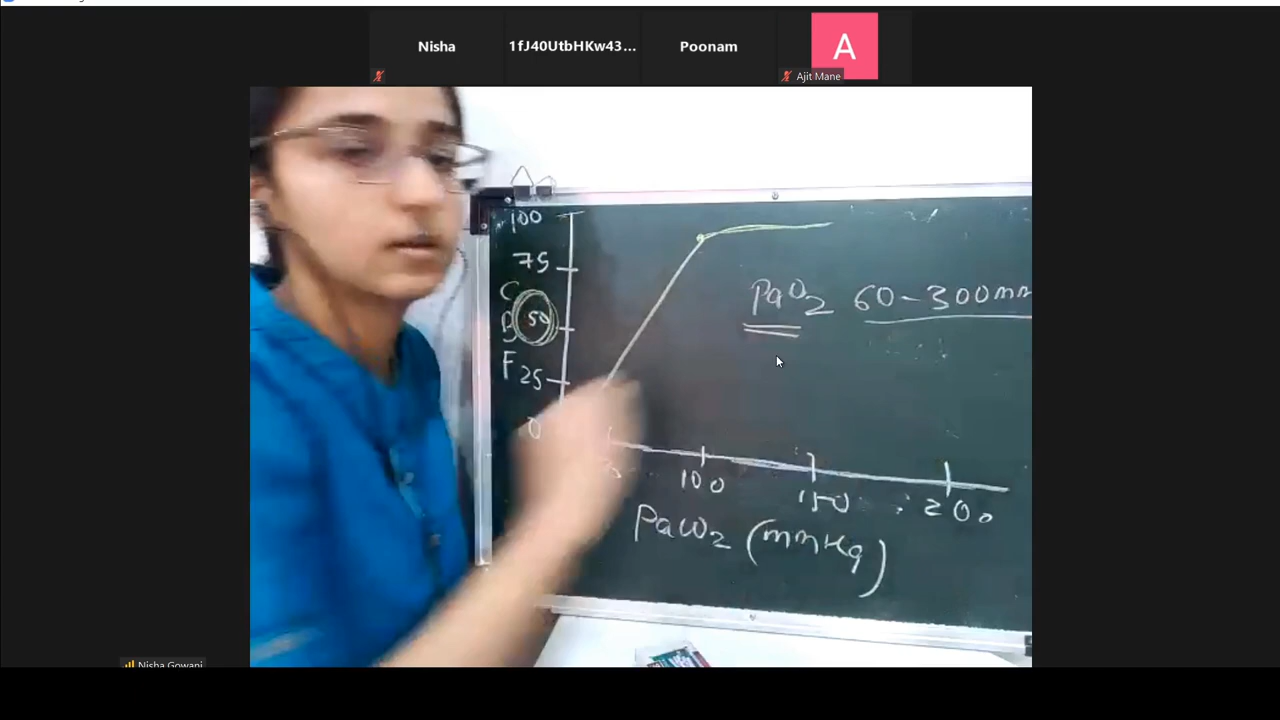 Nisha
1fJ40UtbHKw43...
Poonam
A
Ajit Mane
100
75
C
B
50
F
25
0
PaO2 60-300mm
100
150
200
PaCO2 (mmHg)
Nisha Gowani